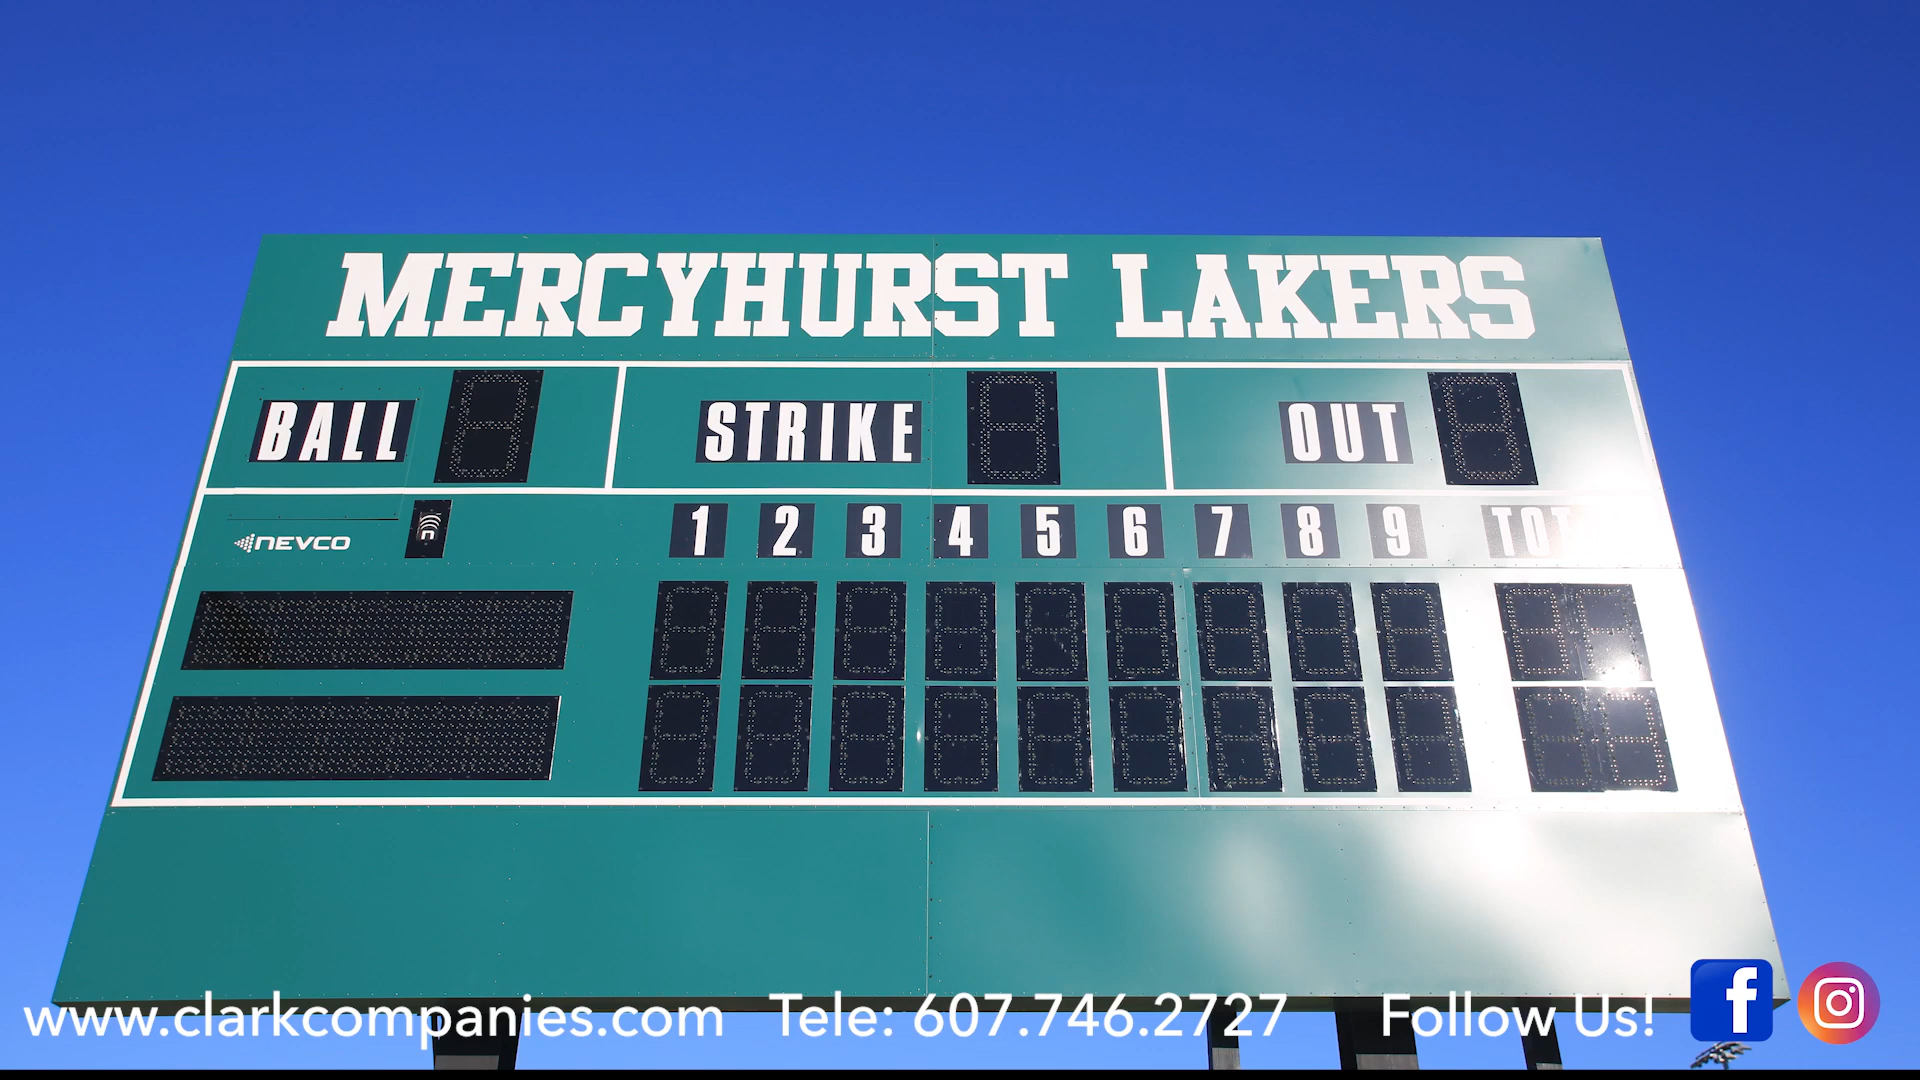 MERCYHURST LAKERS
BALL STRIKE OUT
NEVCO 1 2 3 4 5 6 7 8 9 TOT
www.clarkcompanies.com Tele: 607.746.2727 Follow Us!